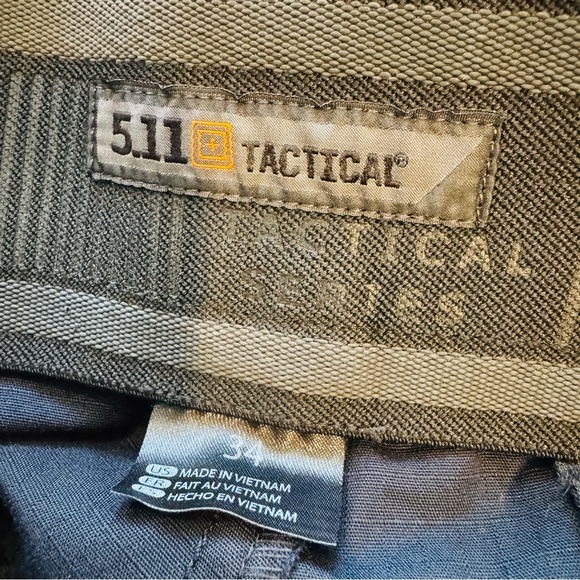 5.11 TACTICAL®
TACTICAL
SERIES
34
US MADE IN VIETNAM
FR FAIT AU VIETNAM
ES HECHO EN VIETNAM